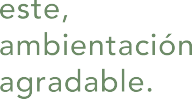 este,
ambientación
agradable.